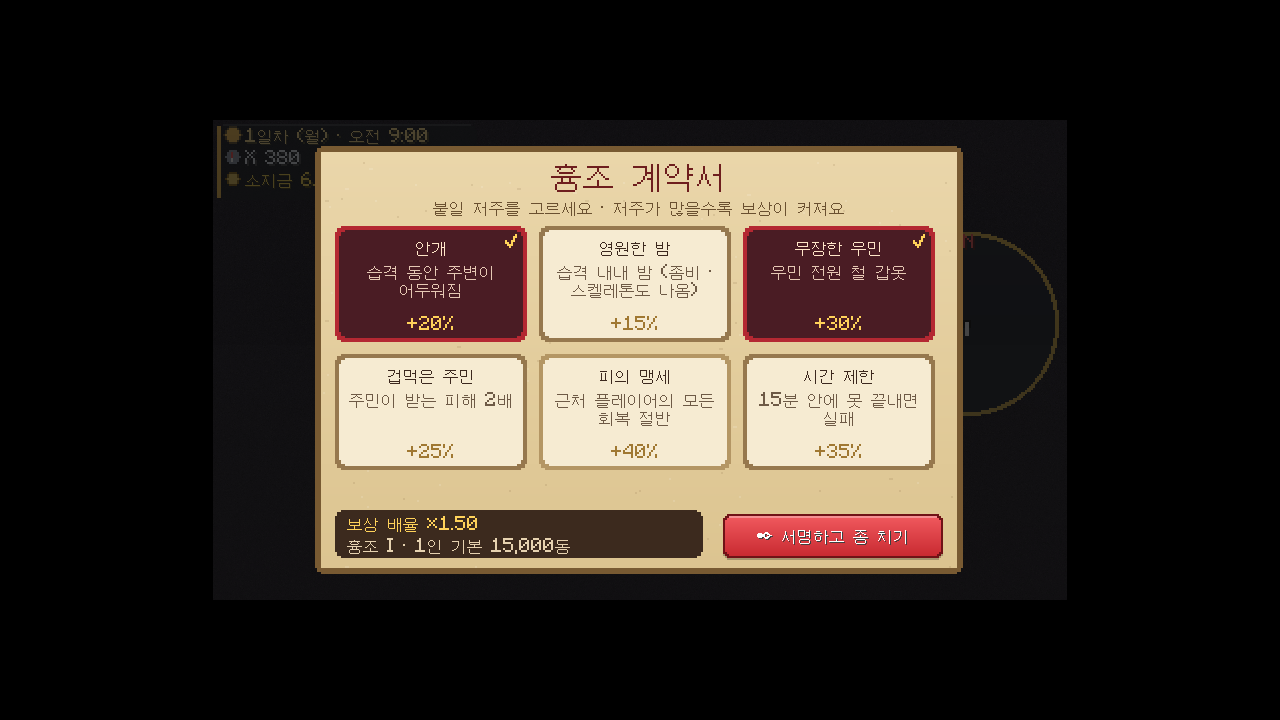 1일차 (월) · 오전 9:00
X 380
소지금 6.
흉조 계약서
붙일 저주를 고르세요 · 저주가 많을수록 보상이 커져요
안개
습격 동안 주변이
어두워짐
+20%
영원한 밤
습격 내내 밤 (좀비 ·
스켈레톤도 나옴)
+15%
무장한 우민
우민 전원 철 갑옷
+30%
겁먹은 주민
주민이 받는 피해 2배
+25%
피의 맹세
근처 플레이어의 모든
회복 절반
+40%
시간 제한
15분 안에 못 끝내면
실패
+35%
보상 배율 ×1.50
흉조 I · 1인 기본 15,000동
서명하고 종 치기